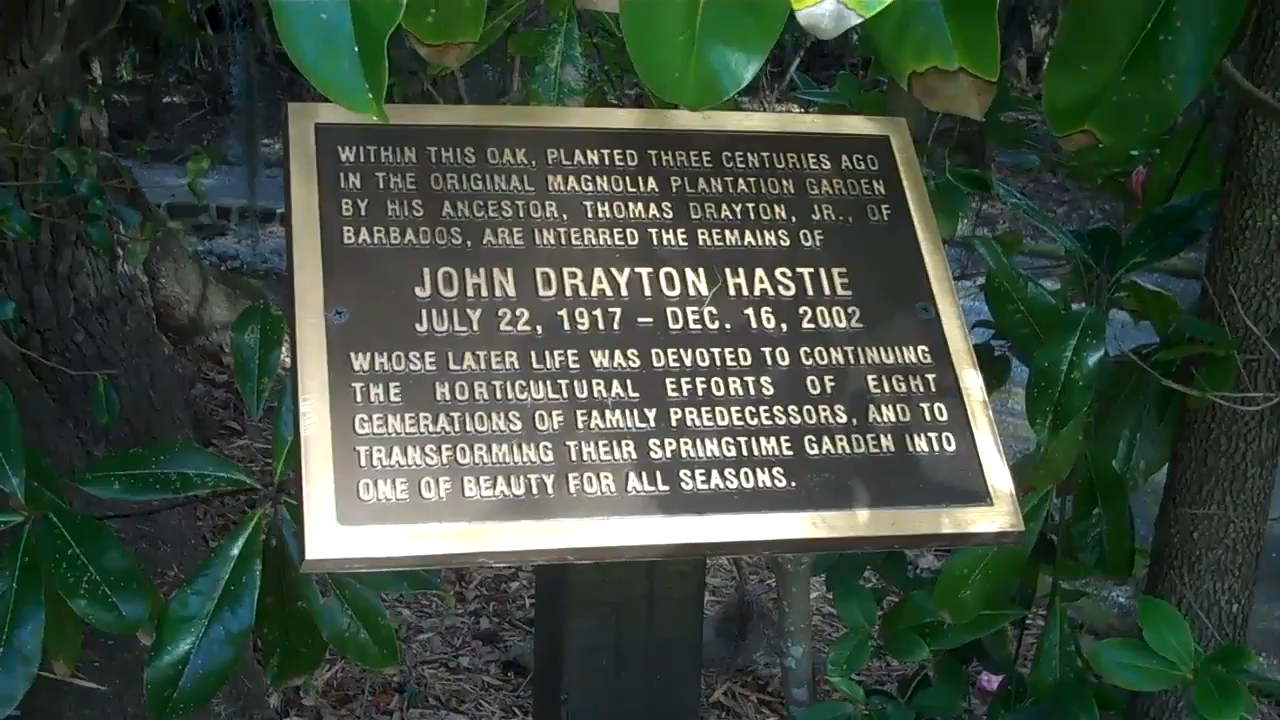 WITHIN THIS OAK, PLANTED THREE CENTURIES AGO
IN THE ORIGINAL MAGNOLIA PLANTATION GARDEN
BY HIS ANCESTOR, THOMAS DRAYTON, JR., OF
BARBADOS, ARE INTERRED THE REMAINS OF
JOHN DRAYTON HASTIE
JULY 22, 1917 – DEC. 16, 2002
WHOSE LATER LIFE WAS DEVOTED TO CONTINUING
THE HORTICULTURAL EFFORTS OF EIGHT
GENERATIONS OF FAMILY PREDECESSORS, AND TO
TRANSFORMING THEIR SPRINGTIME GARDEN INTO
ONE OF BEAUTY FOR ALL SEASONS.